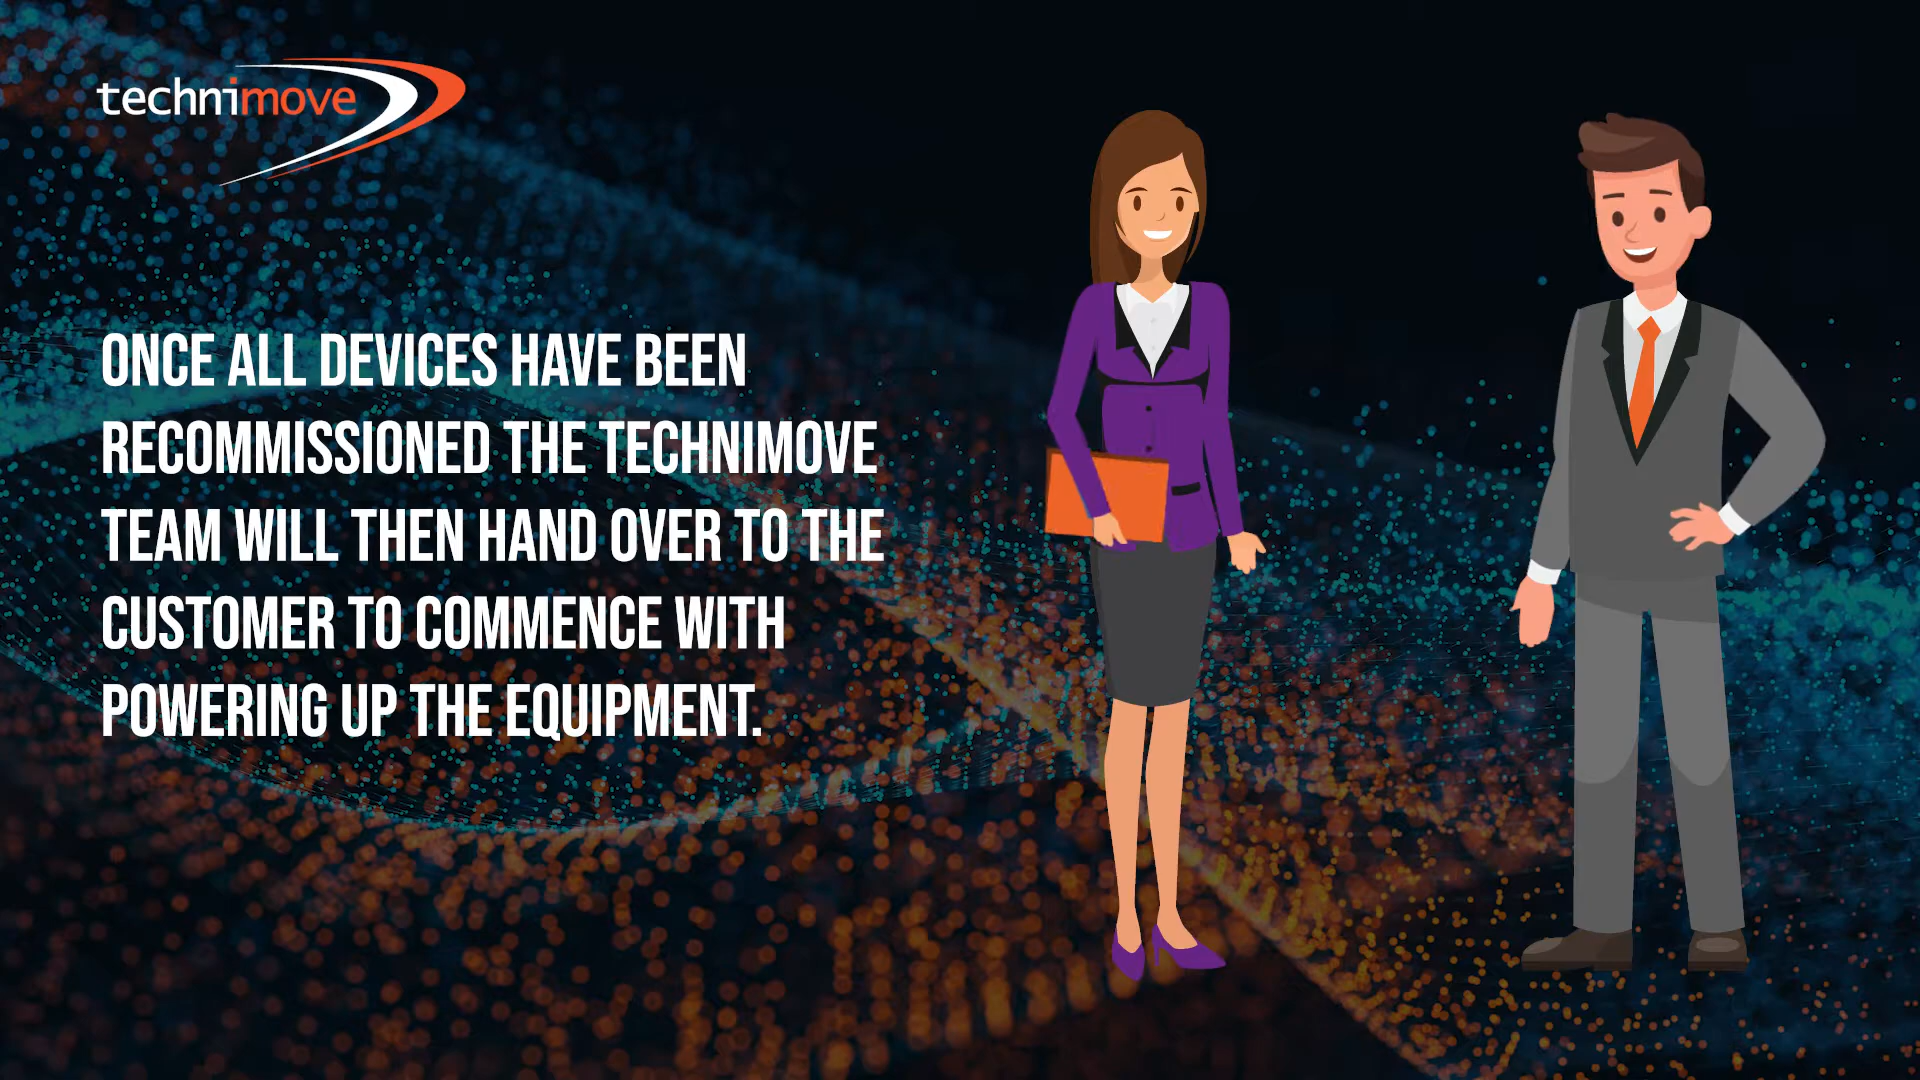 technimove
ONCE ALL DEVICES HAVE BEEN
RECOMMISSIONED THE TECHNIMOVE
TEAM WILL THEN HAND OVER TO THE
CUSTOMER TO COMMENCE WITH
POWERING UP THE EQUIPMENT.